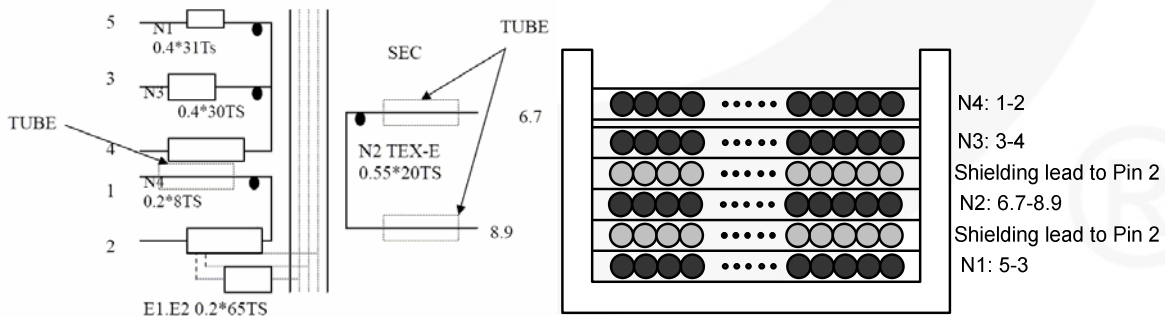 5
N1
0.4*31Ts
3
N3
0.4*30TS
TUBE
4
1
N4
0.2*8TS
2
E1.E2 0.2*65TS
SEC
TUBE
6.7
N2 TEX-E
0.55*20TS
8.9
N4: 1-2
N3: 3-4
Shielding lead to Pin 2
N2: 6.7-8.9
Shielding lead to Pin 2
N1: 5-3
®